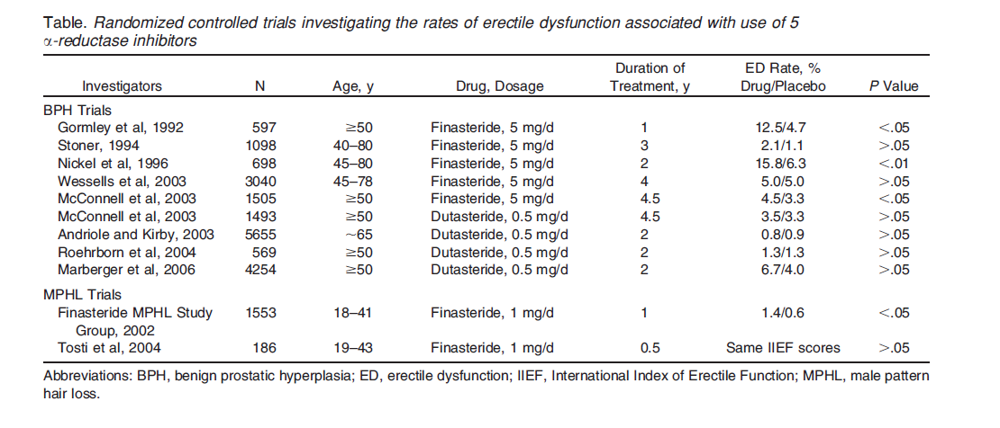 Table. Randomized controlled trials investigating the rates of erectile dysfunction associated with use of 5
α-reductase inhibitors
Investigators N Age, y Drug, Dosage Duration of Treatment, y ED Rate, % Drug/Placebo P Value
BPH Trials
Gormley et al, 1992 597 ≥50 Finasteride, 5 mg/d 1 12.5/4.7 <.05
Stoner, 1994 1098 40–80 Finasteride, 5 mg/d 3 2.1/1.1 >.05
Nickel et al, 1996 698 45–80 Finasteride, 5 mg/d 2 15.8/6.3 <.01
Wessells et al, 2003 3040 45–78 Finasteride, 5 mg/d 4 5.0/5.0 >.05
McConnell et al, 2003 1505 ≥50 Finasteride, 5 mg/d 4.5 4.5/3.3 <.05
McConnell et al, 2003 1493 ≥50 Dutasteride, 0.5 mg/d 4.5 3.5/3.3 >.05
Andriole and Kirby, 2003 5655 ~65 Dutasteride, 0.5 mg/d 2 0.8/0.9 >.05
Roehrborn et al, 2004 569 ≥50 Dutasteride, 0.5 mg/d 2 1.3/1.3 >.05
Marberger et al, 2006 4254 ≥50 Dutasteride, 0.5 mg/d 2 6.7/4.0 >.05
MPHL Trials
Finasteride MPHL Study 1553 18–41 Finasteride, 1 mg/d 1 1.4/0.6 <.05
Group, 2002
Tosti et al, 2004 186 19–43 Finasteride, 1 mg/d 0.5 Same IIEF scores >.05
Abbreviations: BPH, benign prostatic hyperplasia; ED, erectile dysfunction; IIEF, International Index of Erectile Function; MPHL, male pattern
hair loss.